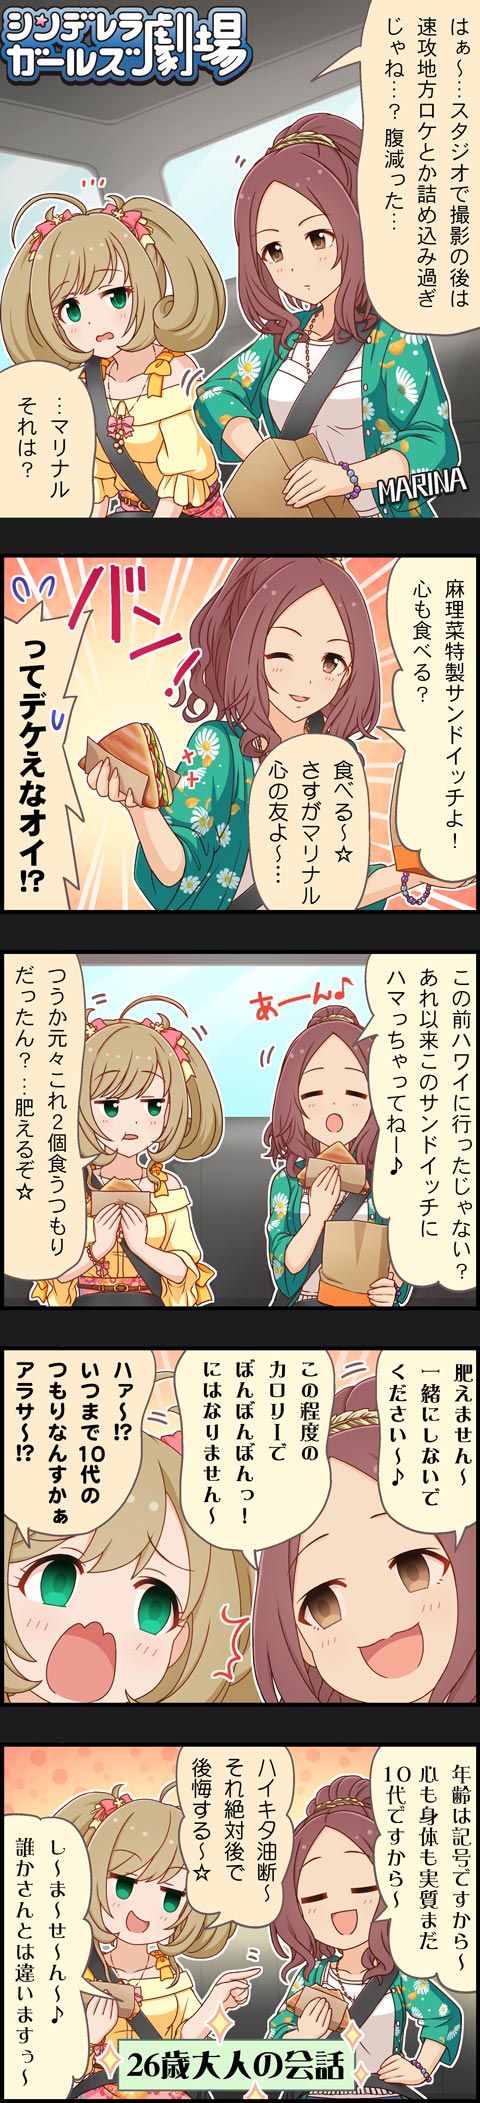 シンデレラ
ガールズ劇場
はぁ～…スタジオで撮影の後は
速攻地方ロケとか詰め込み過ぎ
じゃね…？腹減った…
…マリナル
それは？
MARINA
麻理菜特製サンドイッチよ！
心も食べる？
バンッ！
食べる～☆
さすがマリナル
心の友よ～…
ってデケぇなオイ!?
この前ハワイに行ったじゃない？
あれ以来このサンドイッチに
ハマっちゃってねー♪
あーん♪
つうか元々これ２個食うつもり
だったん？…肥えるぞ☆
肥えません～
一緒にしないで
ください～♪
この程度の
カロリーで
ぼんぼんぼんっ！
にはなりません～
ハァ～!?
いつまで10代の
つもりなんすかぁ
アラサ～!?
年齢は記号ですから～
心も身体も実質まだ
10代ですから～
ハイキタ油断～
それ絶対後で
後悔する～☆
し～ま～せ～ん～♪
誰かさんとは違いますぅ～
26歳大人の会話